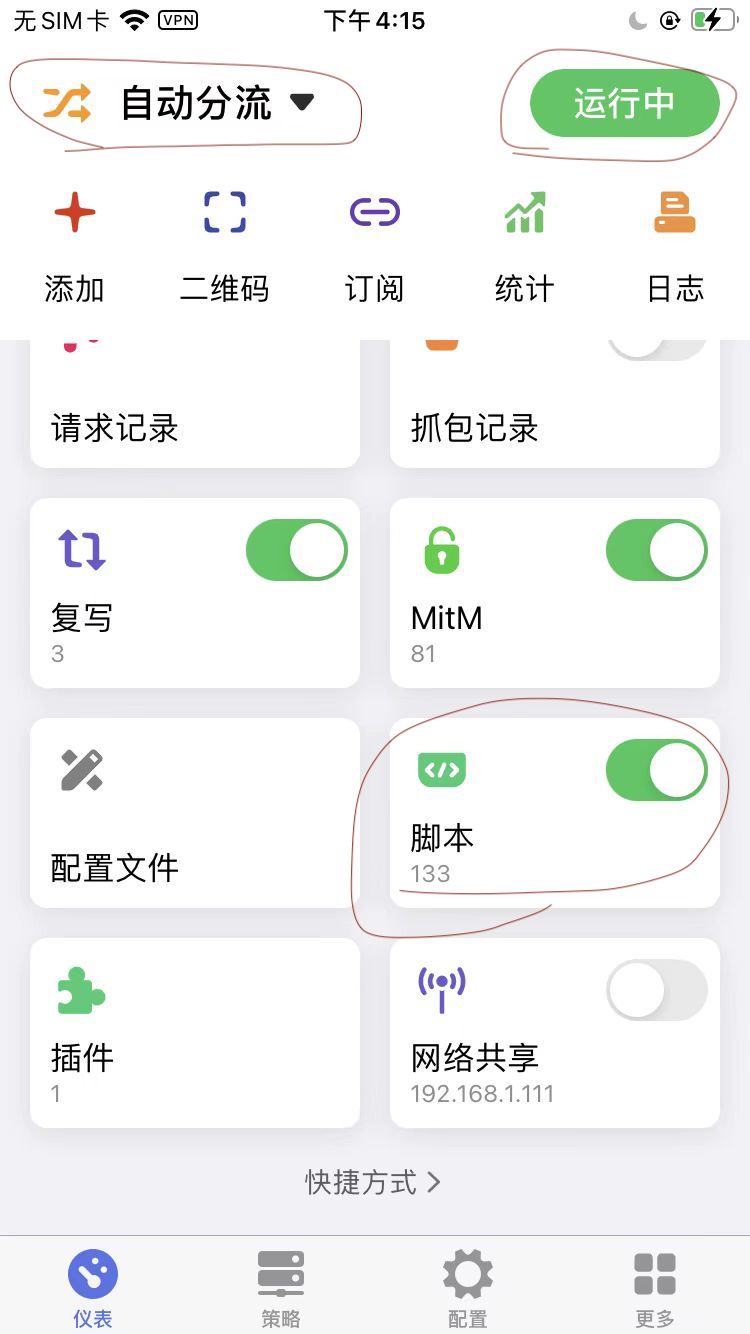 无SIM卡 VPN 下午4:15
自动分流 运行中
添加 二维码 订阅 统计 日志
请求记录 抓包记录
复写 MitM
3 81
配置文件 脚本
133
插件 网络共享
1 192.168.1.111
快捷方式
仪表 策略 配置 更多